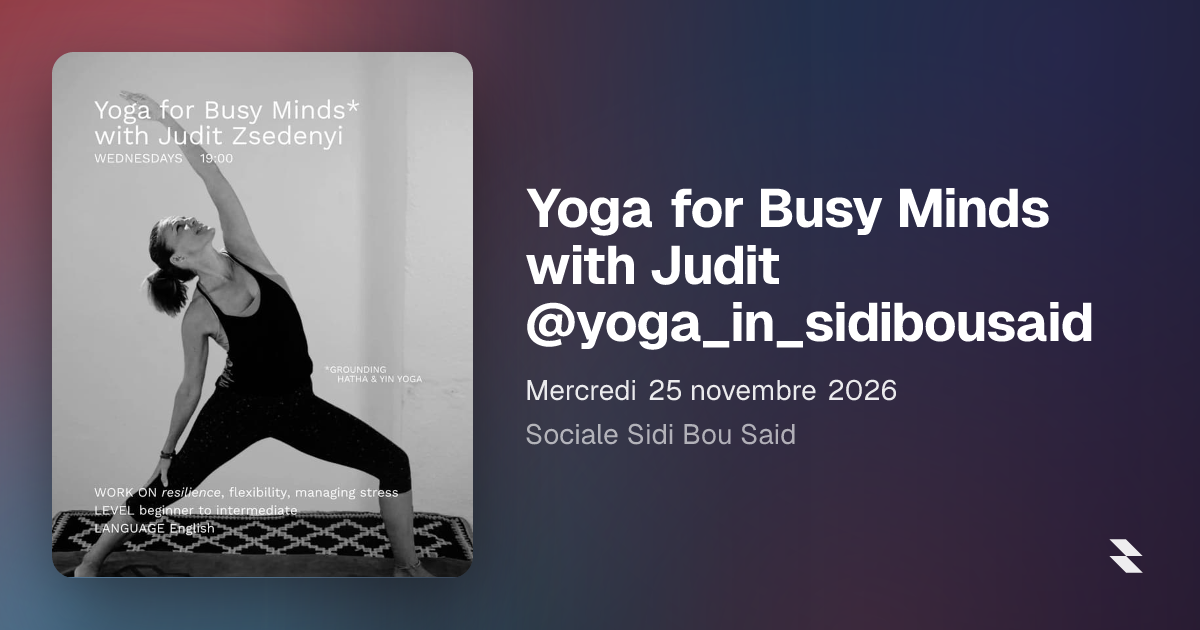 Yoga for Busy Minds*
with Judit Zsedenyi
WEDNESDAYS 19:00
*GROUNDING
HATHA & YIN YOGA
WORK ON resilience, flexibility, managing stress
LEVEL beginner to intermediate
LANGUAGE English
Yoga for Busy Minds
with Judit
@yoga_in_sidibousaid
Mercredi 25 novembre 2026
Sociale Sidi Bou Said